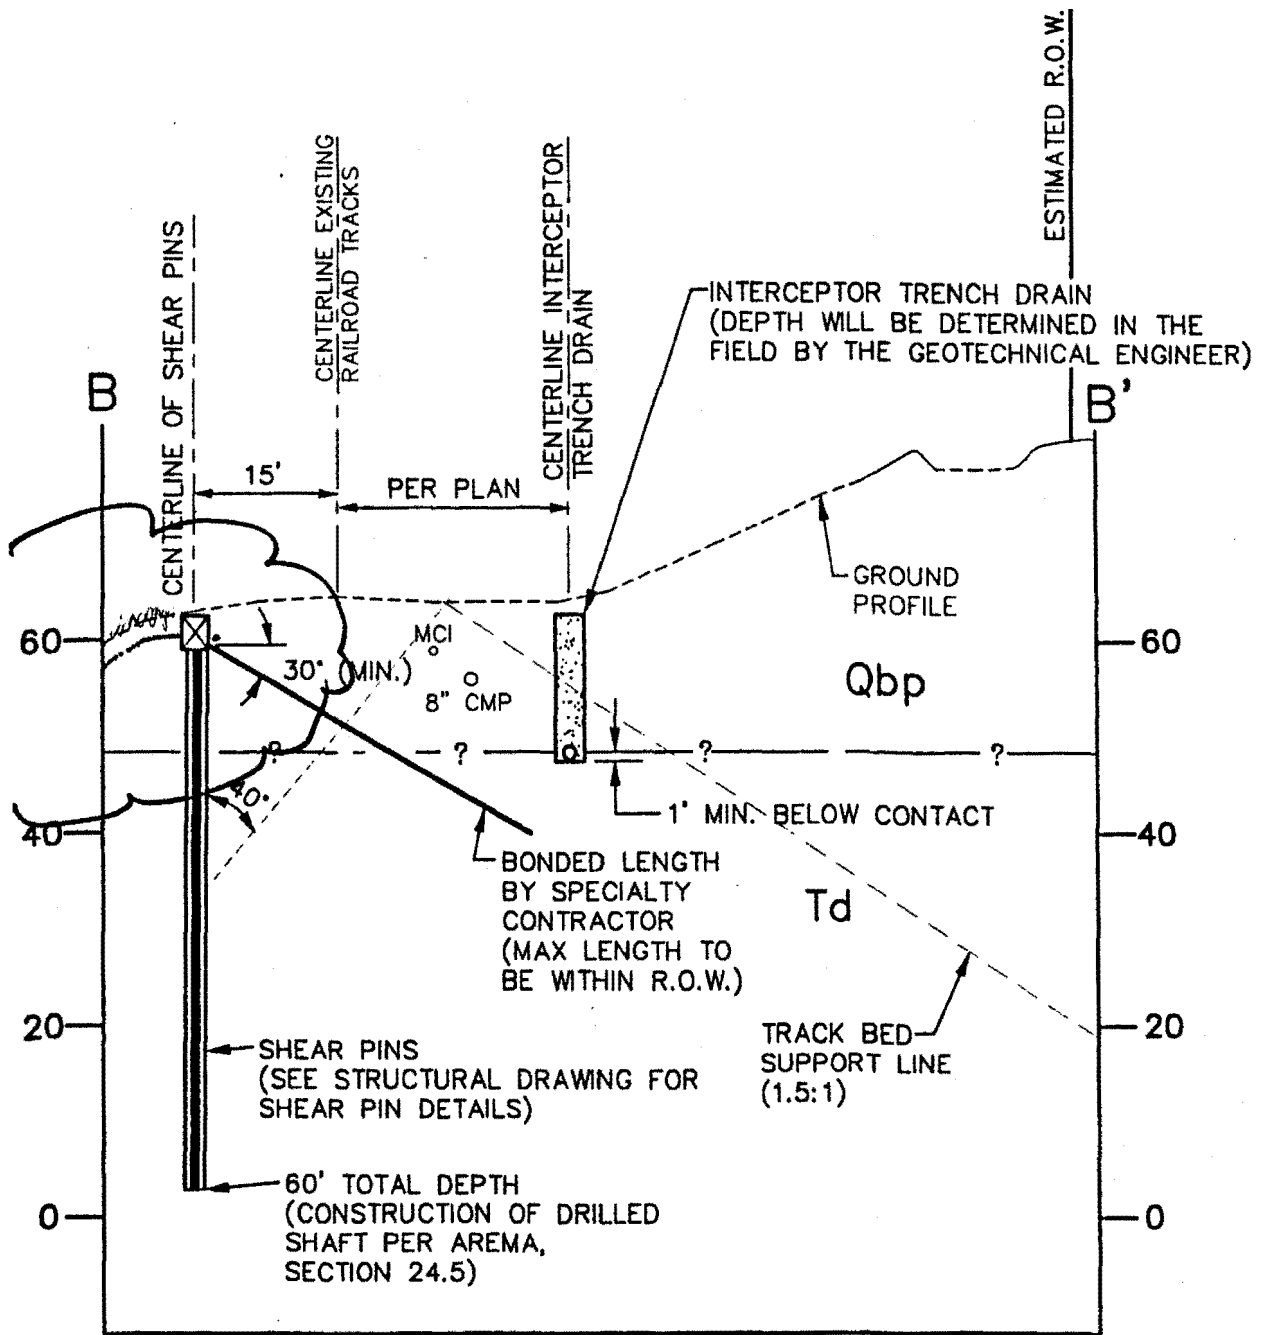 ESTIMATED R.O.W.
CENTERLINE OF SHEAR PINS
CENTERLINE EXISTING
RAILROAD TRACKS
CENTERLINE INTERCEPTOR
TRENCH DRAIN
INTERCEPTOR TRENCH DRAIN
(DEPTH WILL BE DETERMINED IN THE
FIELD BY THE GEOTECHNICAL ENGINEER)
B
B'
15'
PER PLAN
GROUND
PROFILE
60
60
MCI
30° (MIN.)
8" CMP
Qbp
?
?
?
?
40°
1' MIN. BELOW CONTACT
40
40
BONDED LENGTH
BY SPECIALTY
CONTRACTOR
(MAX LENGTH TO
BE WITHIN R.O.W.)
Td
20
20
SHEAR PINS
(SEE STRUCTURAL DRAWING FOR
SHEAR PIN DETAILS)
TRACK BED
SUPPORT LINE
(1.5:1)
60' TOTAL DEPTH
(CONSTRUCTION OF DRILLED
SHAFT PER AREMA,
SECTION 24.5)
0
0